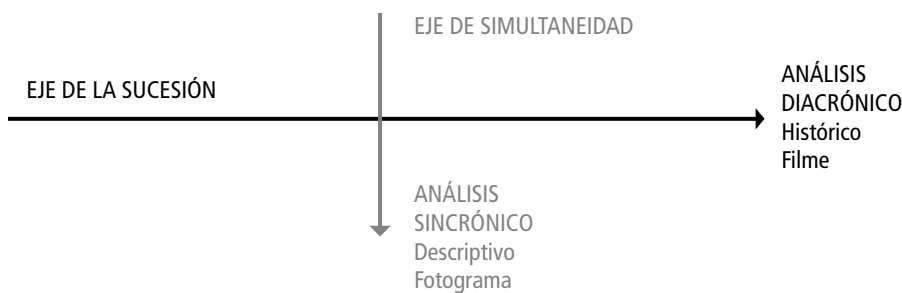 EJE DE SIMULTANEIDAD
EJE DE LA SUCESIÓN
ANÁLISIS
DIACRÓNICO
Histórico
Filme
ANÁLISIS
SINCRÓNICO
Descriptivo
Fotograma